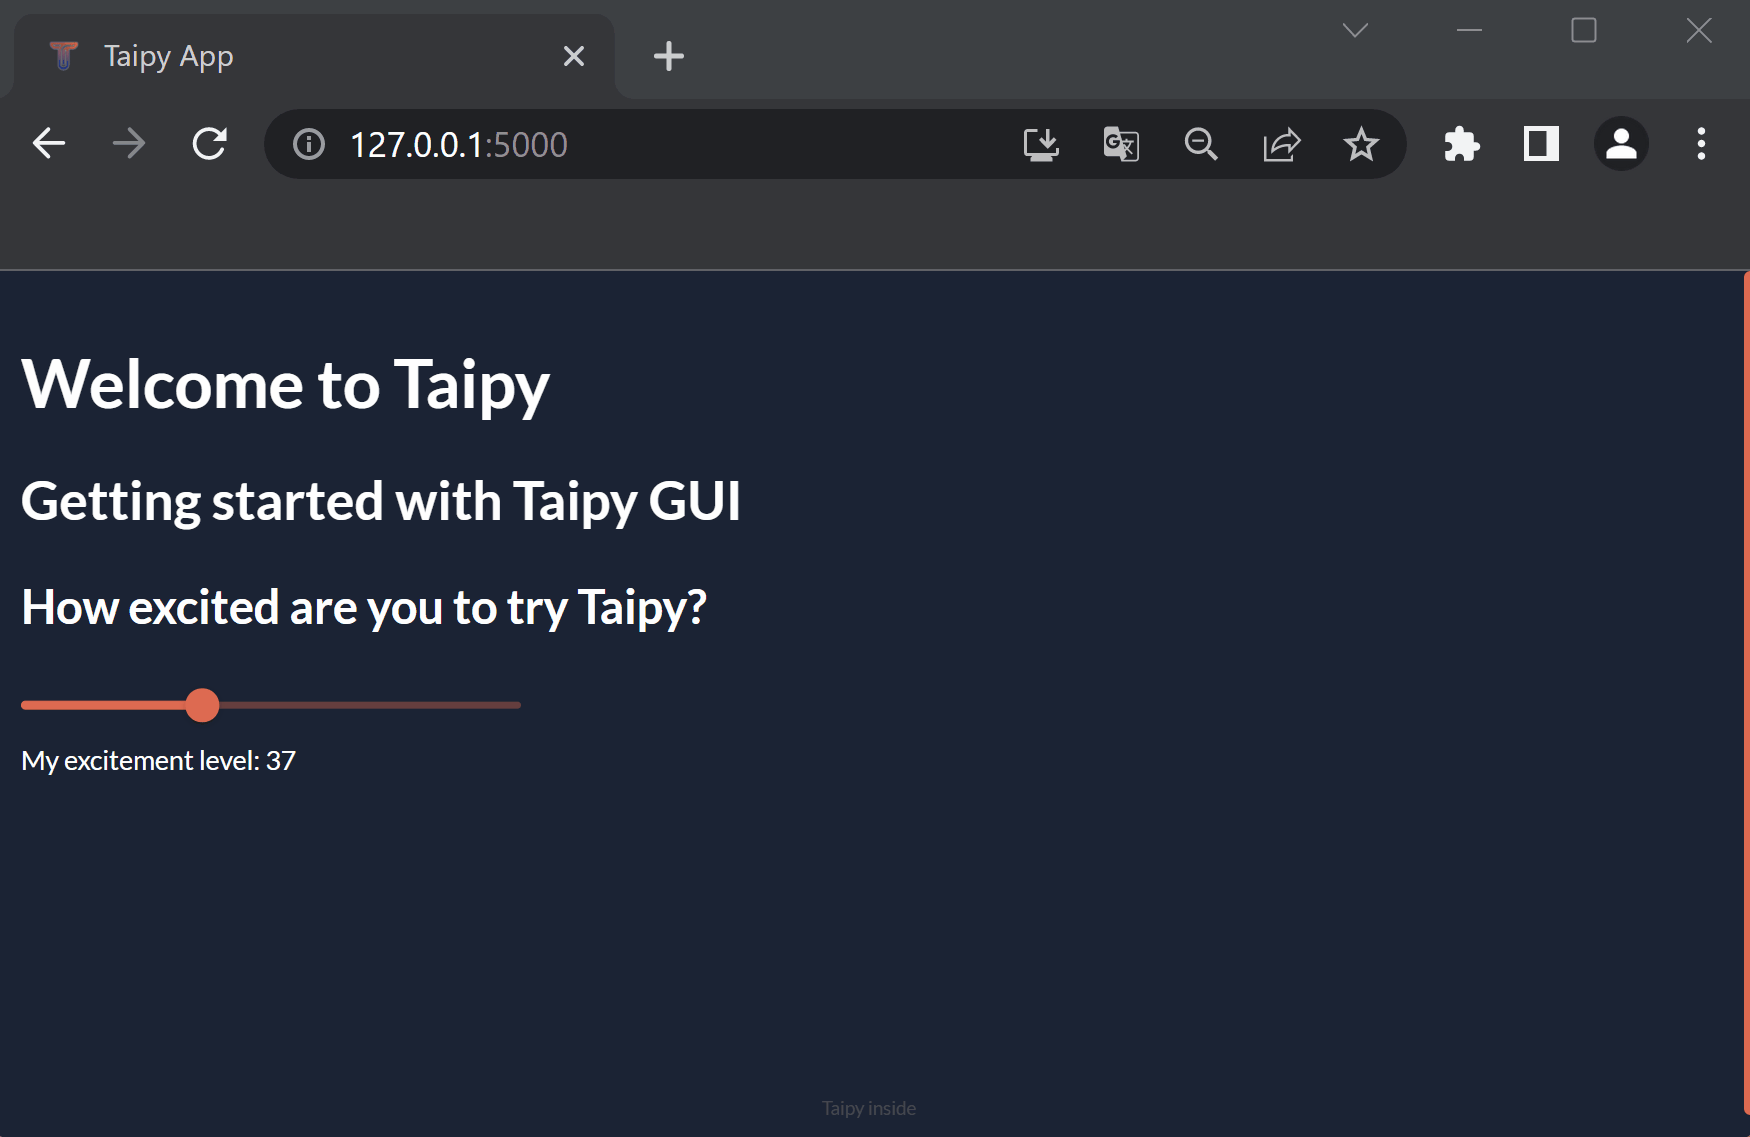 Taipy App
127.0.0.1:5000
Welcome to Taipy
Getting started with Taipy GUI
How excited are you to try Taipy?
My excitement level: 37
Taipy inside